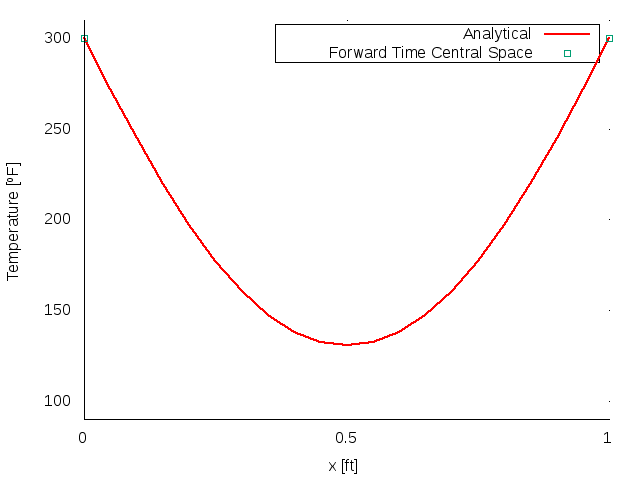 Analytical
Forward Time Central Space
300
250
200
150
100
Temperature [ºF]
0
0.5
1
x [ft]